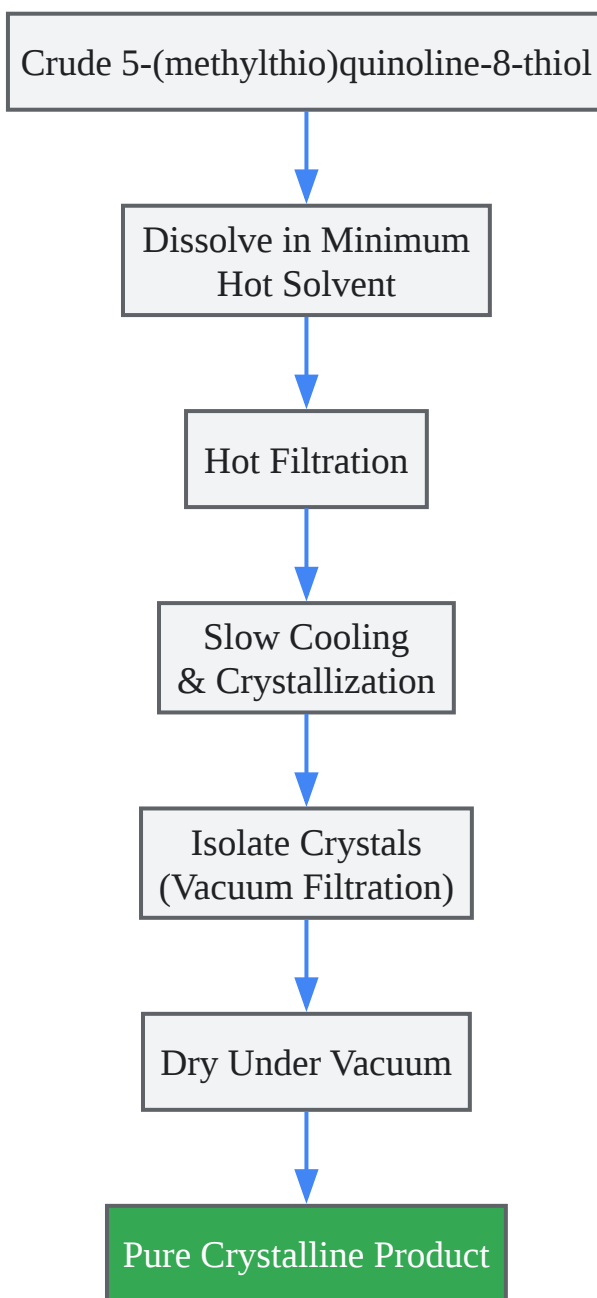 Crude 5-(methylthio)quinoline-8-thiol
Dissolve in Minimum
Hot Solvent
Hot Filtration
Slow Cooling
& Crystallization
Isolate Crystals
(Vacuum Filtration)
Dry Under Vacuum
Pure Crystalline Product